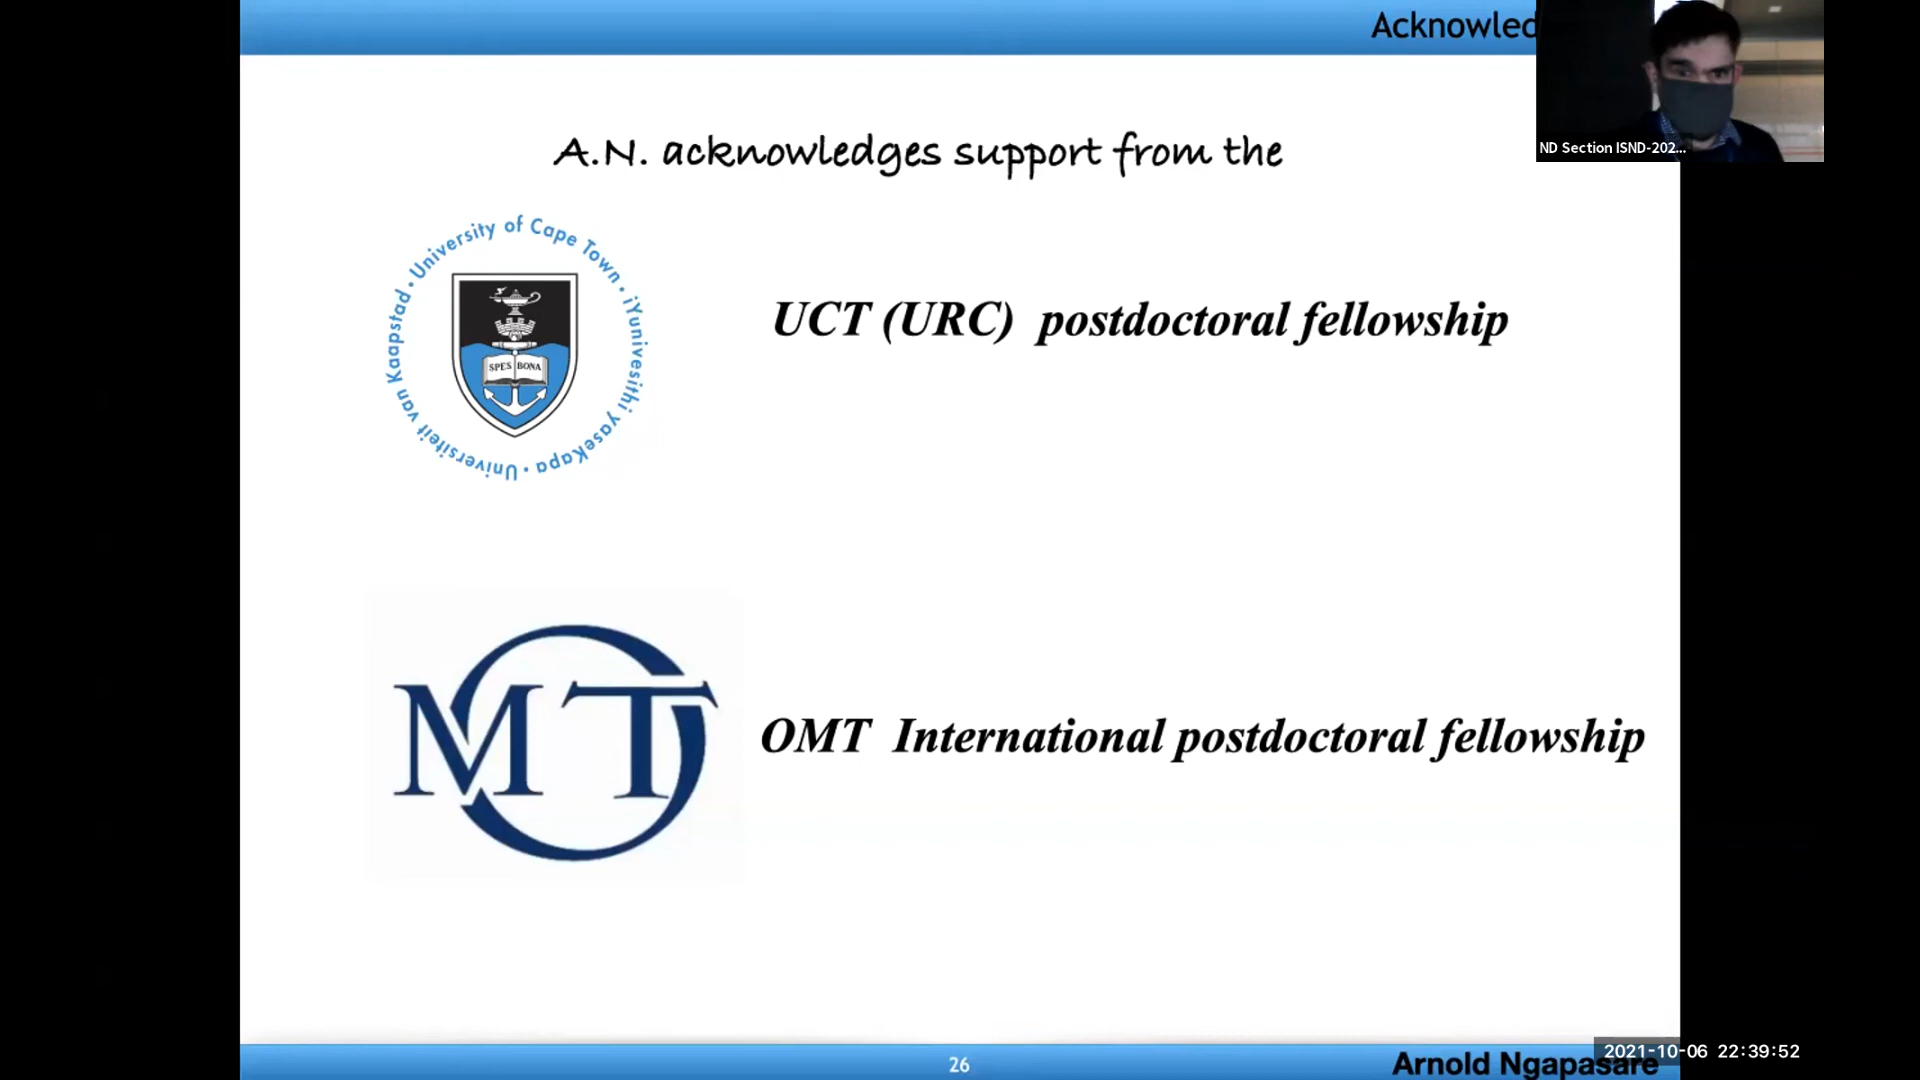 Acknowled
ND Section ISND-202...
A.N. acknowledges support from the
University of Cape Town · iYunivesithi yaseKapa · Universiteit van Kaapstad ·
SPES BONA
UCT (URC) postdoctoral fellowship
OMT
OMT International postdoctoral fellowship
26
Arnold Ngapasare
2021-10-06 22:39:52